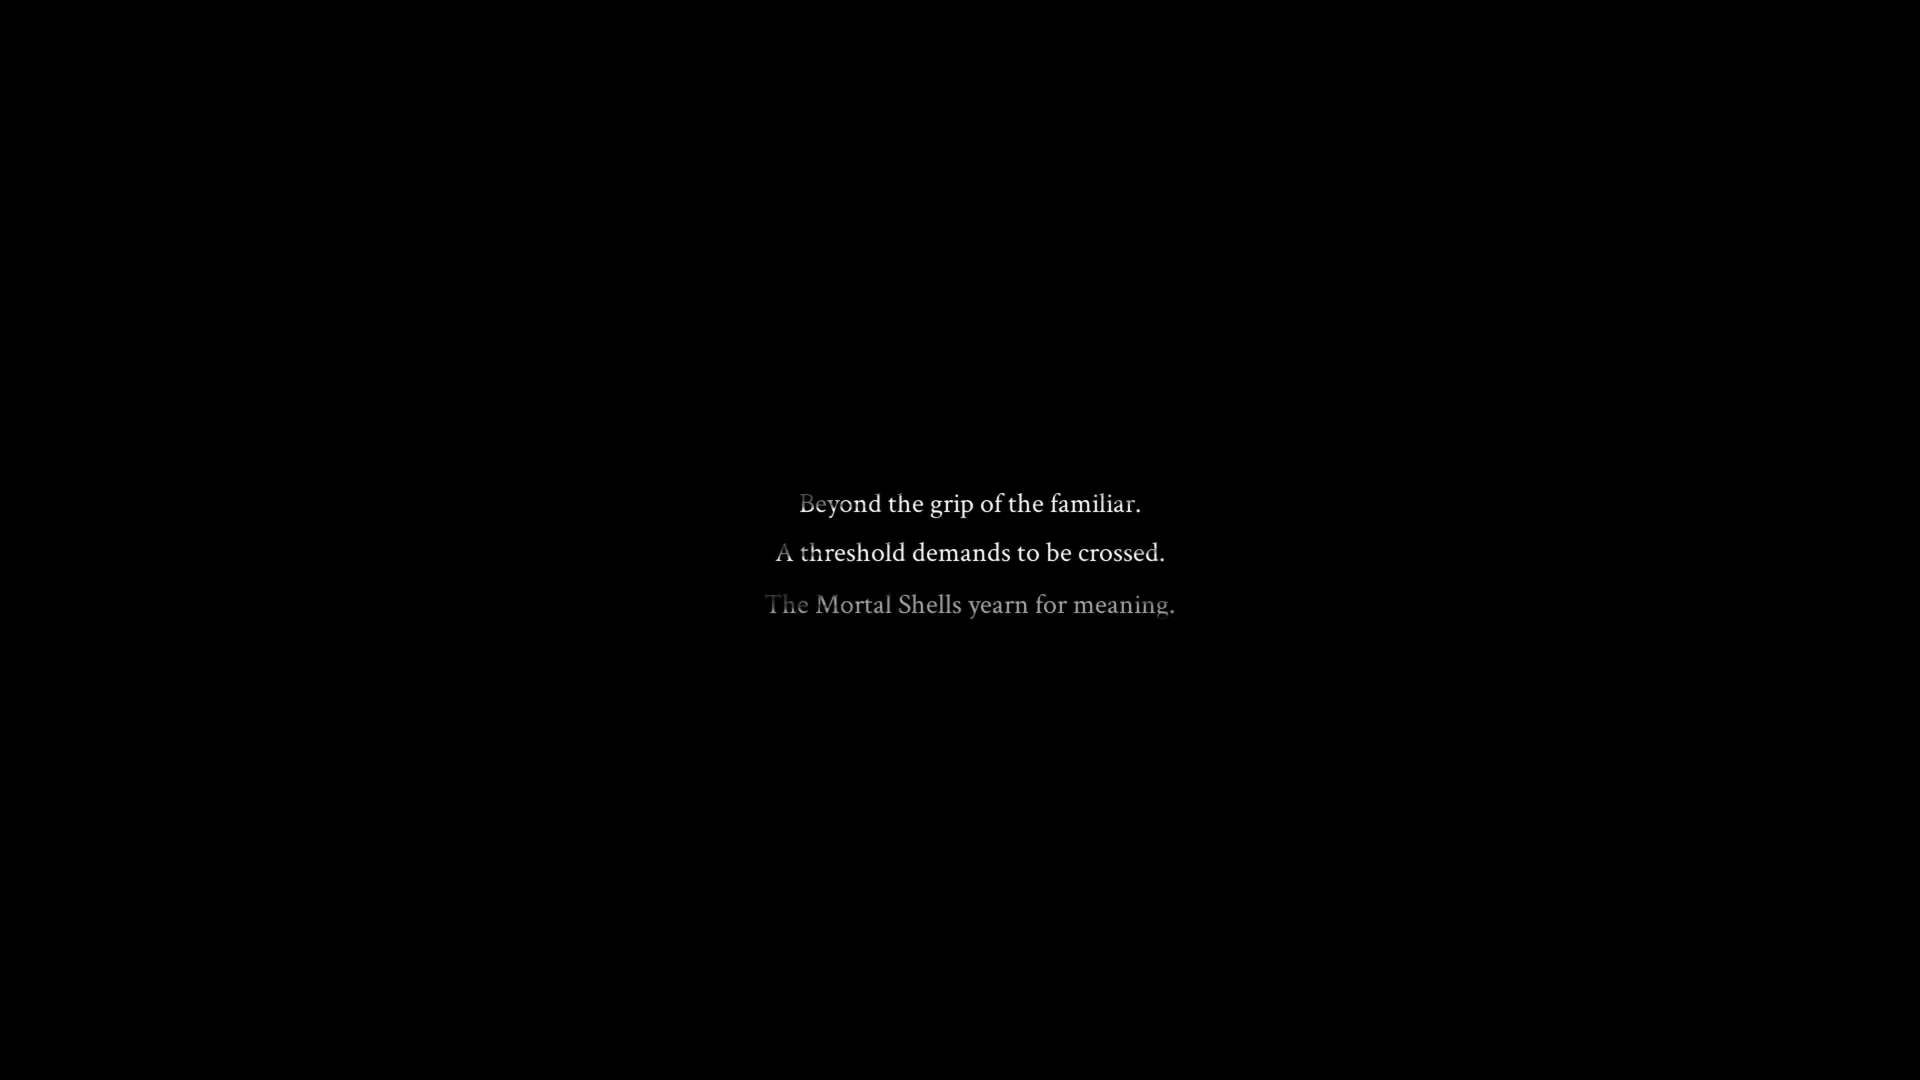 Beyond the grip of the familiar.
A threshold demands to be crossed.
The Mortal Shells yearn for meaning.